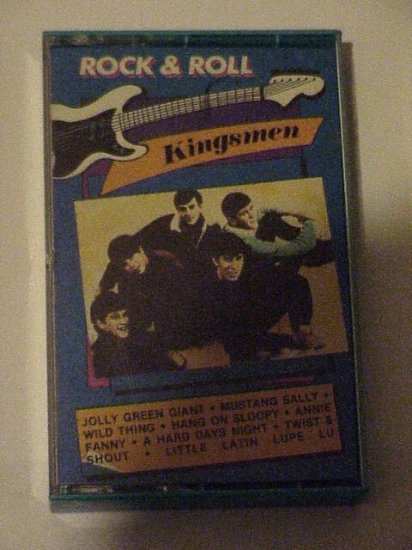 ROCK & ROLL
Kingsmen
JOLLY GREEN GIANT • MUSTANG SALLY •
WILD THING • HANG ON SLOOPY • ANNIE
FANNY • A HARD DAYS NIGHT • TWIST &
SHOUT • LITTLE LATIN LUPE LU